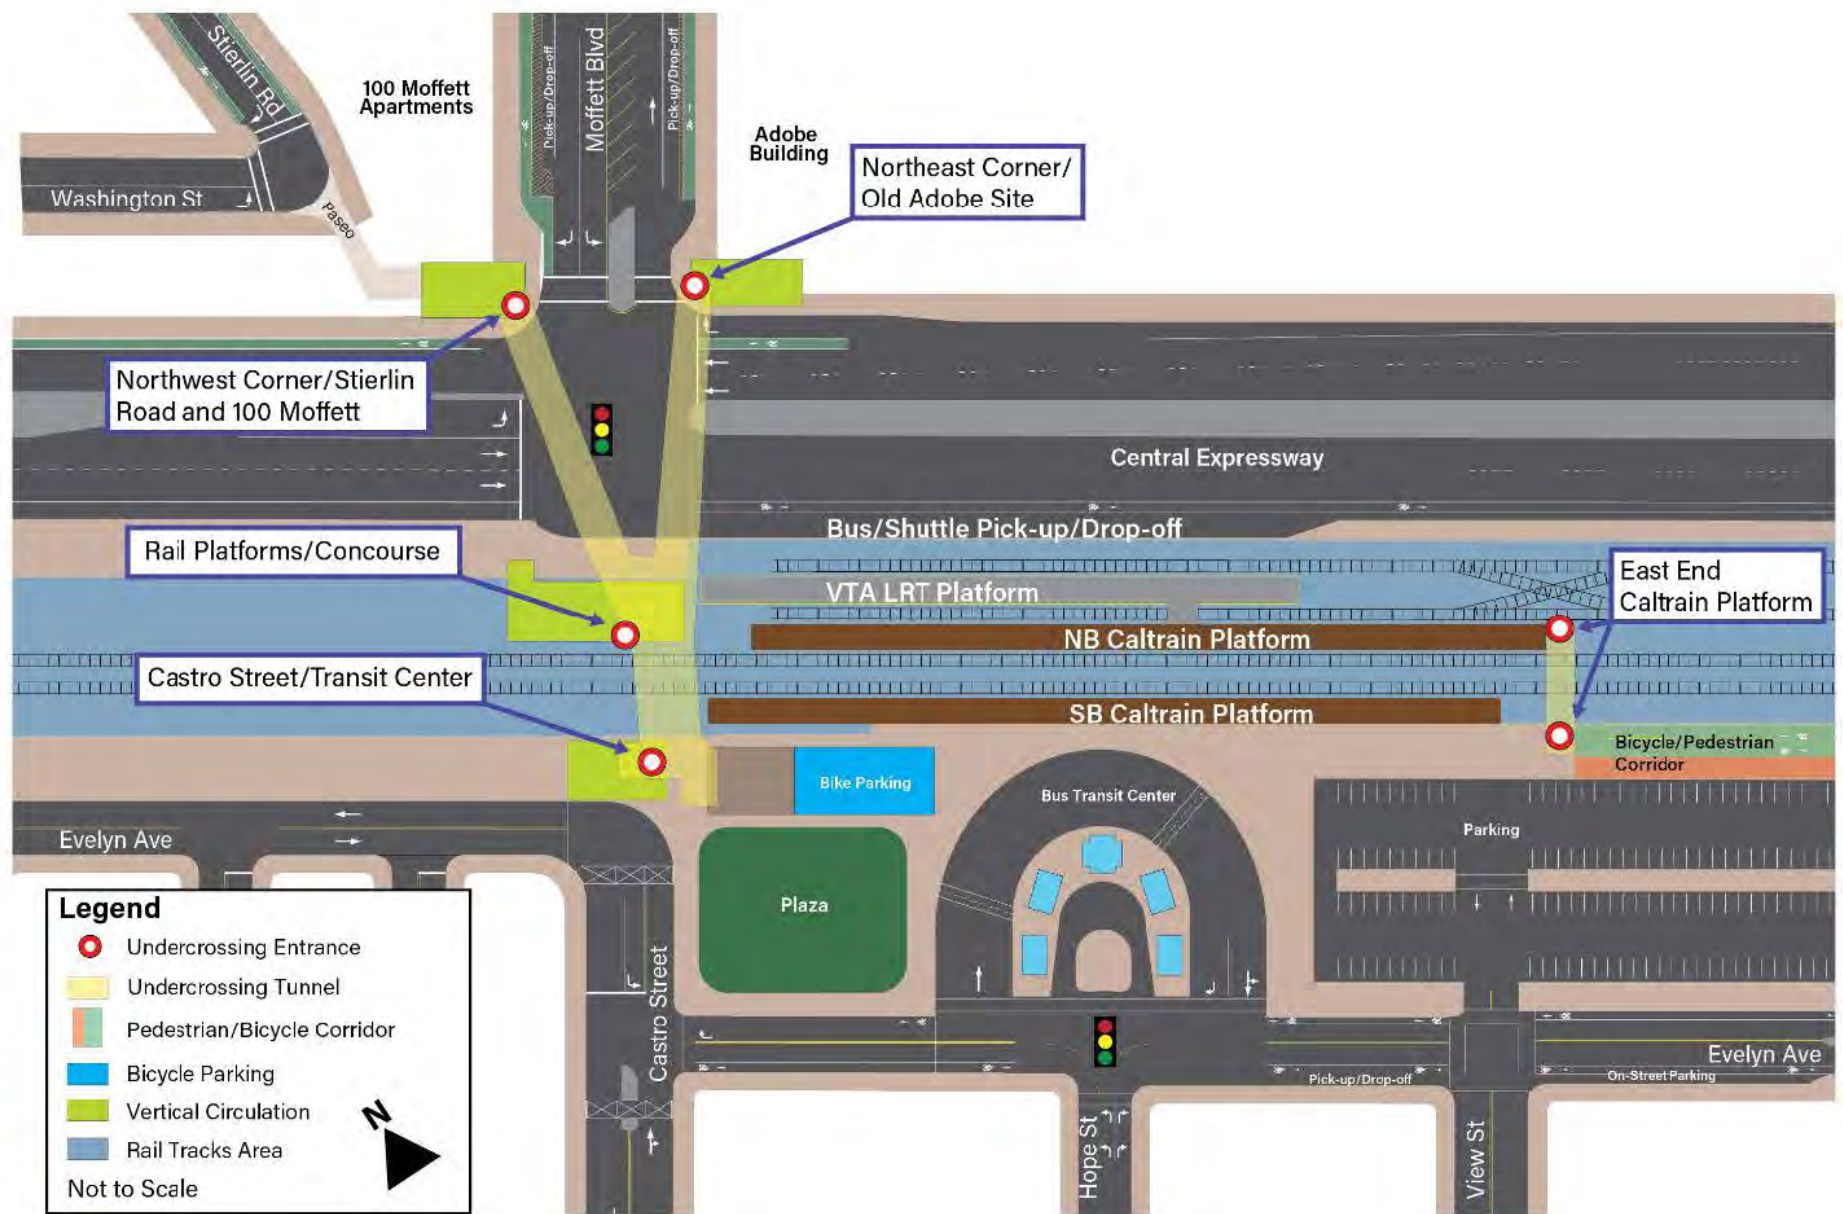 Stierlin Rd
100 Moffett
Apartments
Pick-up/Drop-off
Moffett Blvd
Pick-up/Drop-off
Adobe
Building
Northeast Corner/
Old Adobe Site
Washington St
Paseo
Northwest Corner/Stierlin
Road and 100 Moffett
Central Expressway
Bus/Shuttle Pick-up/Drop-off
Rail Platforms/Concourse
VTA LRT Platform
East End
Caltrain Platform
NB Caltrain Platform
Castro Street/Transit Center
SB Caltrain Platform
Bicycle/Pedestrian
Corridor
Bike Parking
Bus Transit Center
Parking
Evelyn Ave
Plaza
Castro Street
Evelyn Ave
Pick-up/Drop-off
On-Street Parking
Hope St
View St
Legend
Undercrossing Entrance
Undercrossing Tunnel
Pedestrian/Bicycle Corridor
Bicycle Parking
Vertical Circulation
Rail Tracks Area
Not to Scale
N